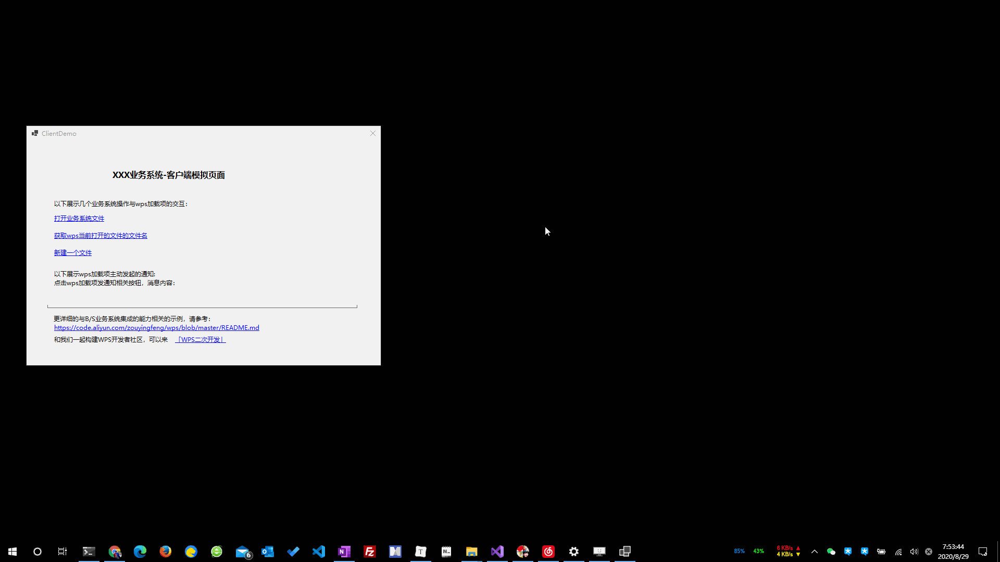 ClientDemo
XXX业务系统-客户端模拟页面
以下展示几个业务系统操作与wps加载项的交互：
打开业务系统文件
获取wps当前打开的文件的文件名
新建一个文件
以下展示wps加载项主动发起的通知:
点击wps加载项发通知相关按钮，消息内容：
更详细的与B/S业务系统集成的能力相关的示例，请参考：
https://code.aliyun.com/zouyingfeng/wps/blob/master/README.md
和我们一起构建WPS开发者社区，可以来 「WPS二次开发」
6
85% 43%
6 KB/s
4 KB/s
7:53:44
2020/8/29